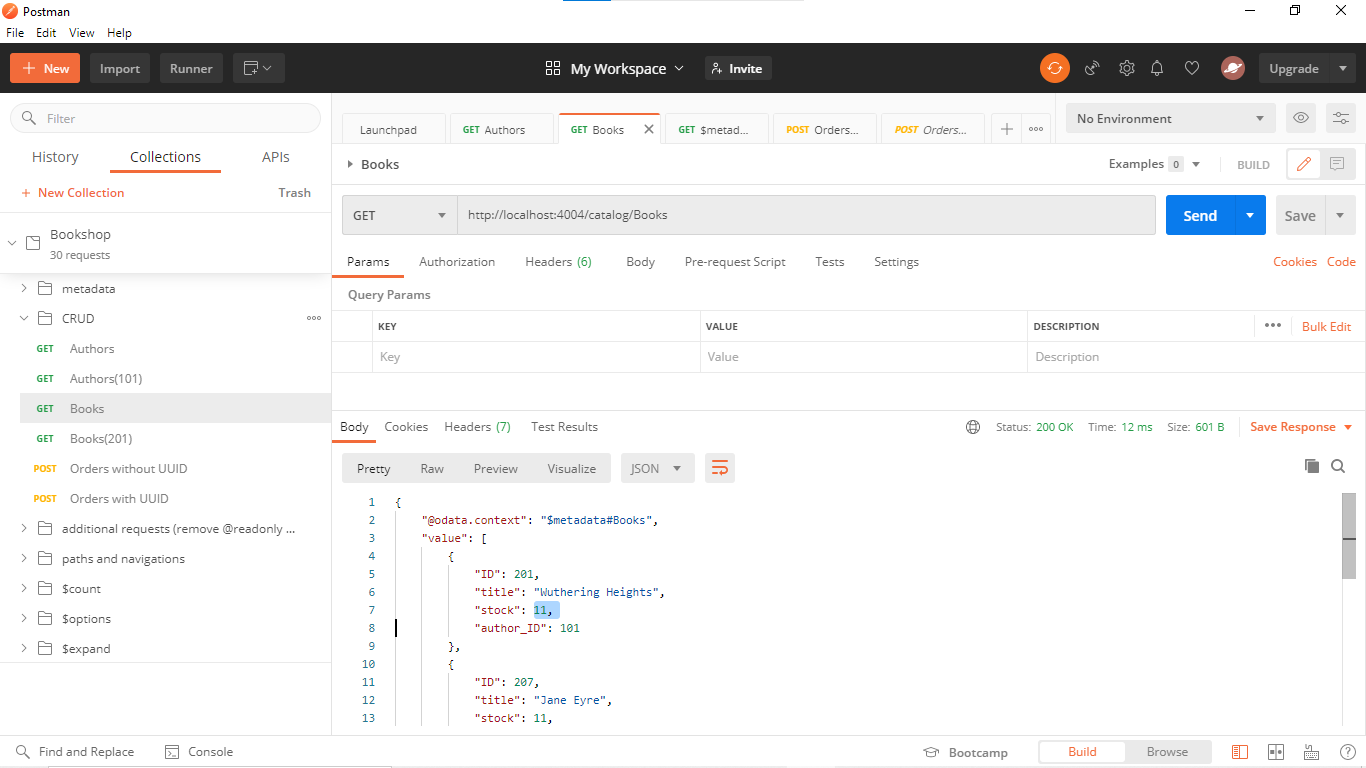 Postman
File Edit View Help
+ New Import Runner My Workspace Invite Upgrade
Filter
History Collections APIs
+ New Collection Trash
Bookshop
30 requests
metadata
CRUD
GET Authors
GET Authors(101)
GET Books
GET Books(201)
POST Orders without UUID
POST Orders with UUID
additional requests (remove @readonly ...
paths and navigations
$count
$options
$expand
Launchpad GET Authors GET Books GET $metad... POST Orders... POST Orders... No Environment
Books Examples 0 BUILD
GET http://localhost:4004/catalog/Books Send Save
Params Authorization Headers (6) Body Pre-request Script Tests Settings Cookies Code
Query Params
KEY VALUE DESCRIPTION Bulk Edit
Key Value Description
Body Cookies Headers (7) Test Results Status: 200 OK Time: 12 ms Size: 601 B Save Response
Pretty Raw Preview Visualize JSON
1 {
2 "@odata.context": "$metadata#Books",
3 "value": [
4 {
5 "ID": 201,
6 "title": "Wuthering Heights",
7 "stock": 11,
8 "author_ID": 101
9 },
10 {
11 "ID": 207,
12 "title": "Jane Eyre",
13 "stock": 11,
Find and Replace Console Bootcamp Build Browse